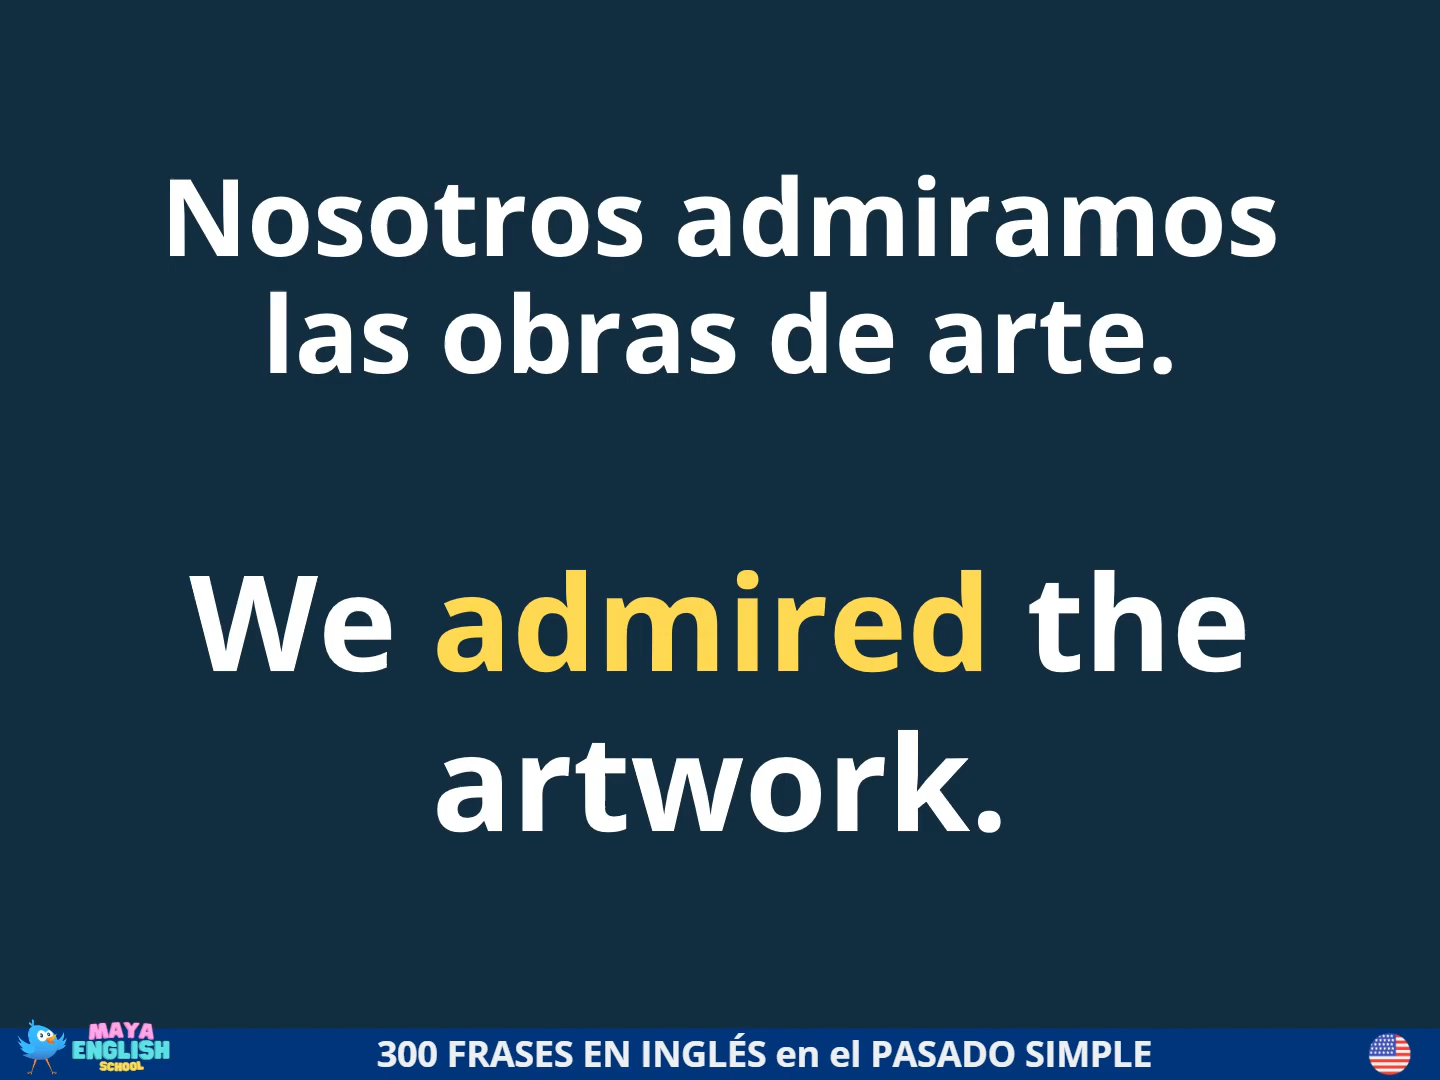 Nosotros admiramos
las obras de arte.
We admired the
artwork.
MAYA
ENGLISH
SCHOOL
300 FRASES EN INGLÉS en el PASADO SIMPLE